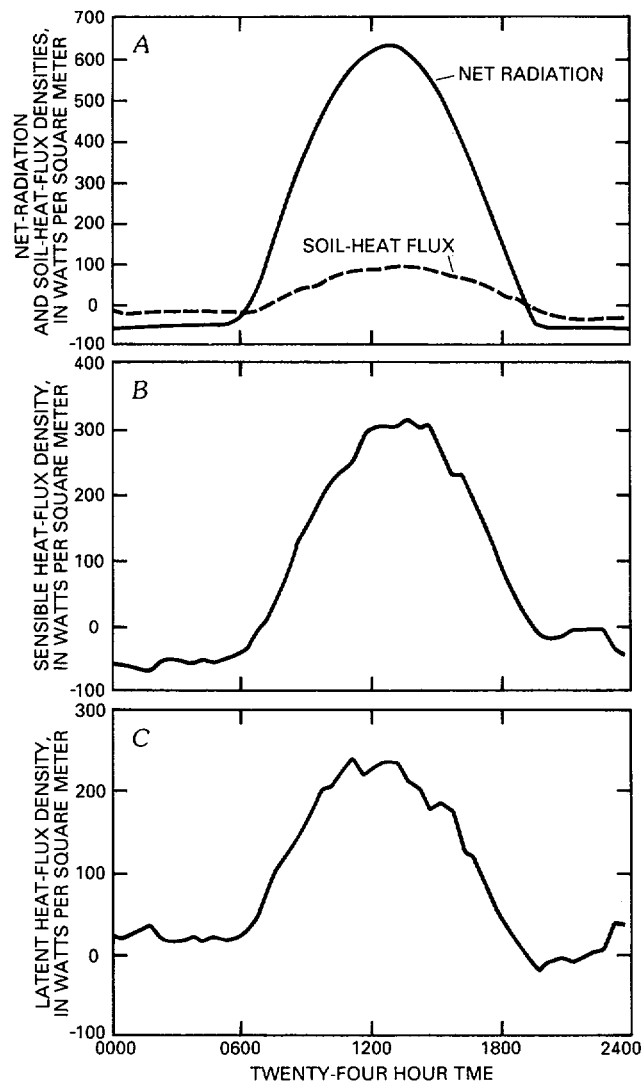 NET-RADIATION
AND SOIL-HEAT-FLUX DENSITIES,
IN WATTS PER SQUARE METER
700
600
500
400
300
200
100
0
-100
A
NET RADIATION
SOIL-HEAT FLUX
SENSIBLE HEAT-FLUX DENSITY,
IN WATTS PER SQUARE METER
400
300
200
100
0
-100
B
LATENT HEAT-FLUX DENSITY,
IN WATTS PER SQUARE METER
300
200
100
0
-100
C
0000 0600 1200 1800 2400
TWENTY-FOUR HOUR TME